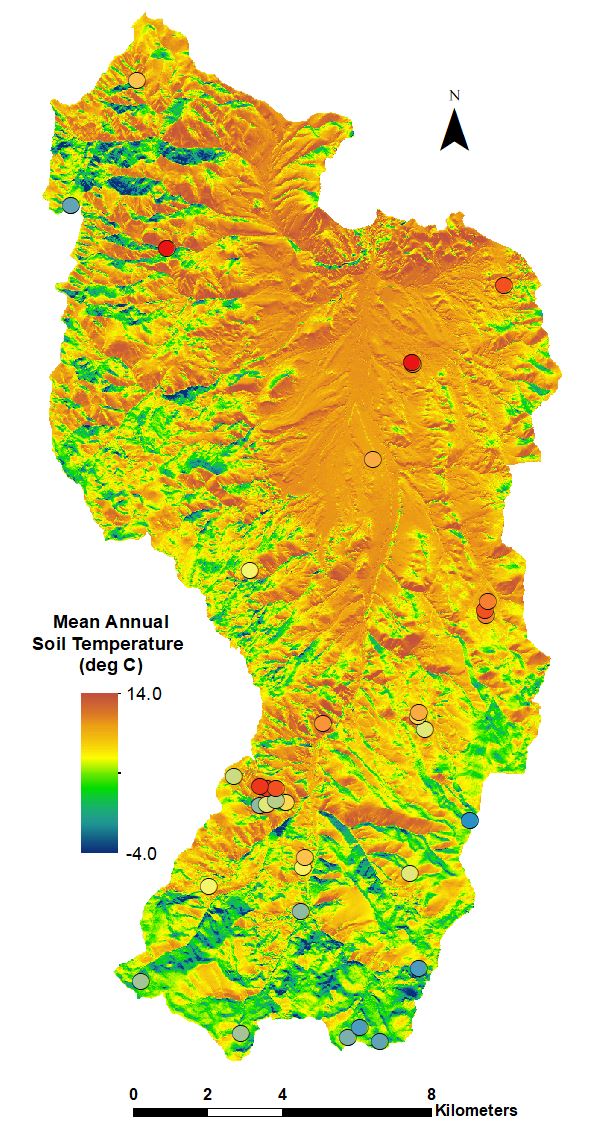 N
Mean Annual
Soil Temperature
(deg C)
14.0
-4.0
0 2 4 8
Kilometers